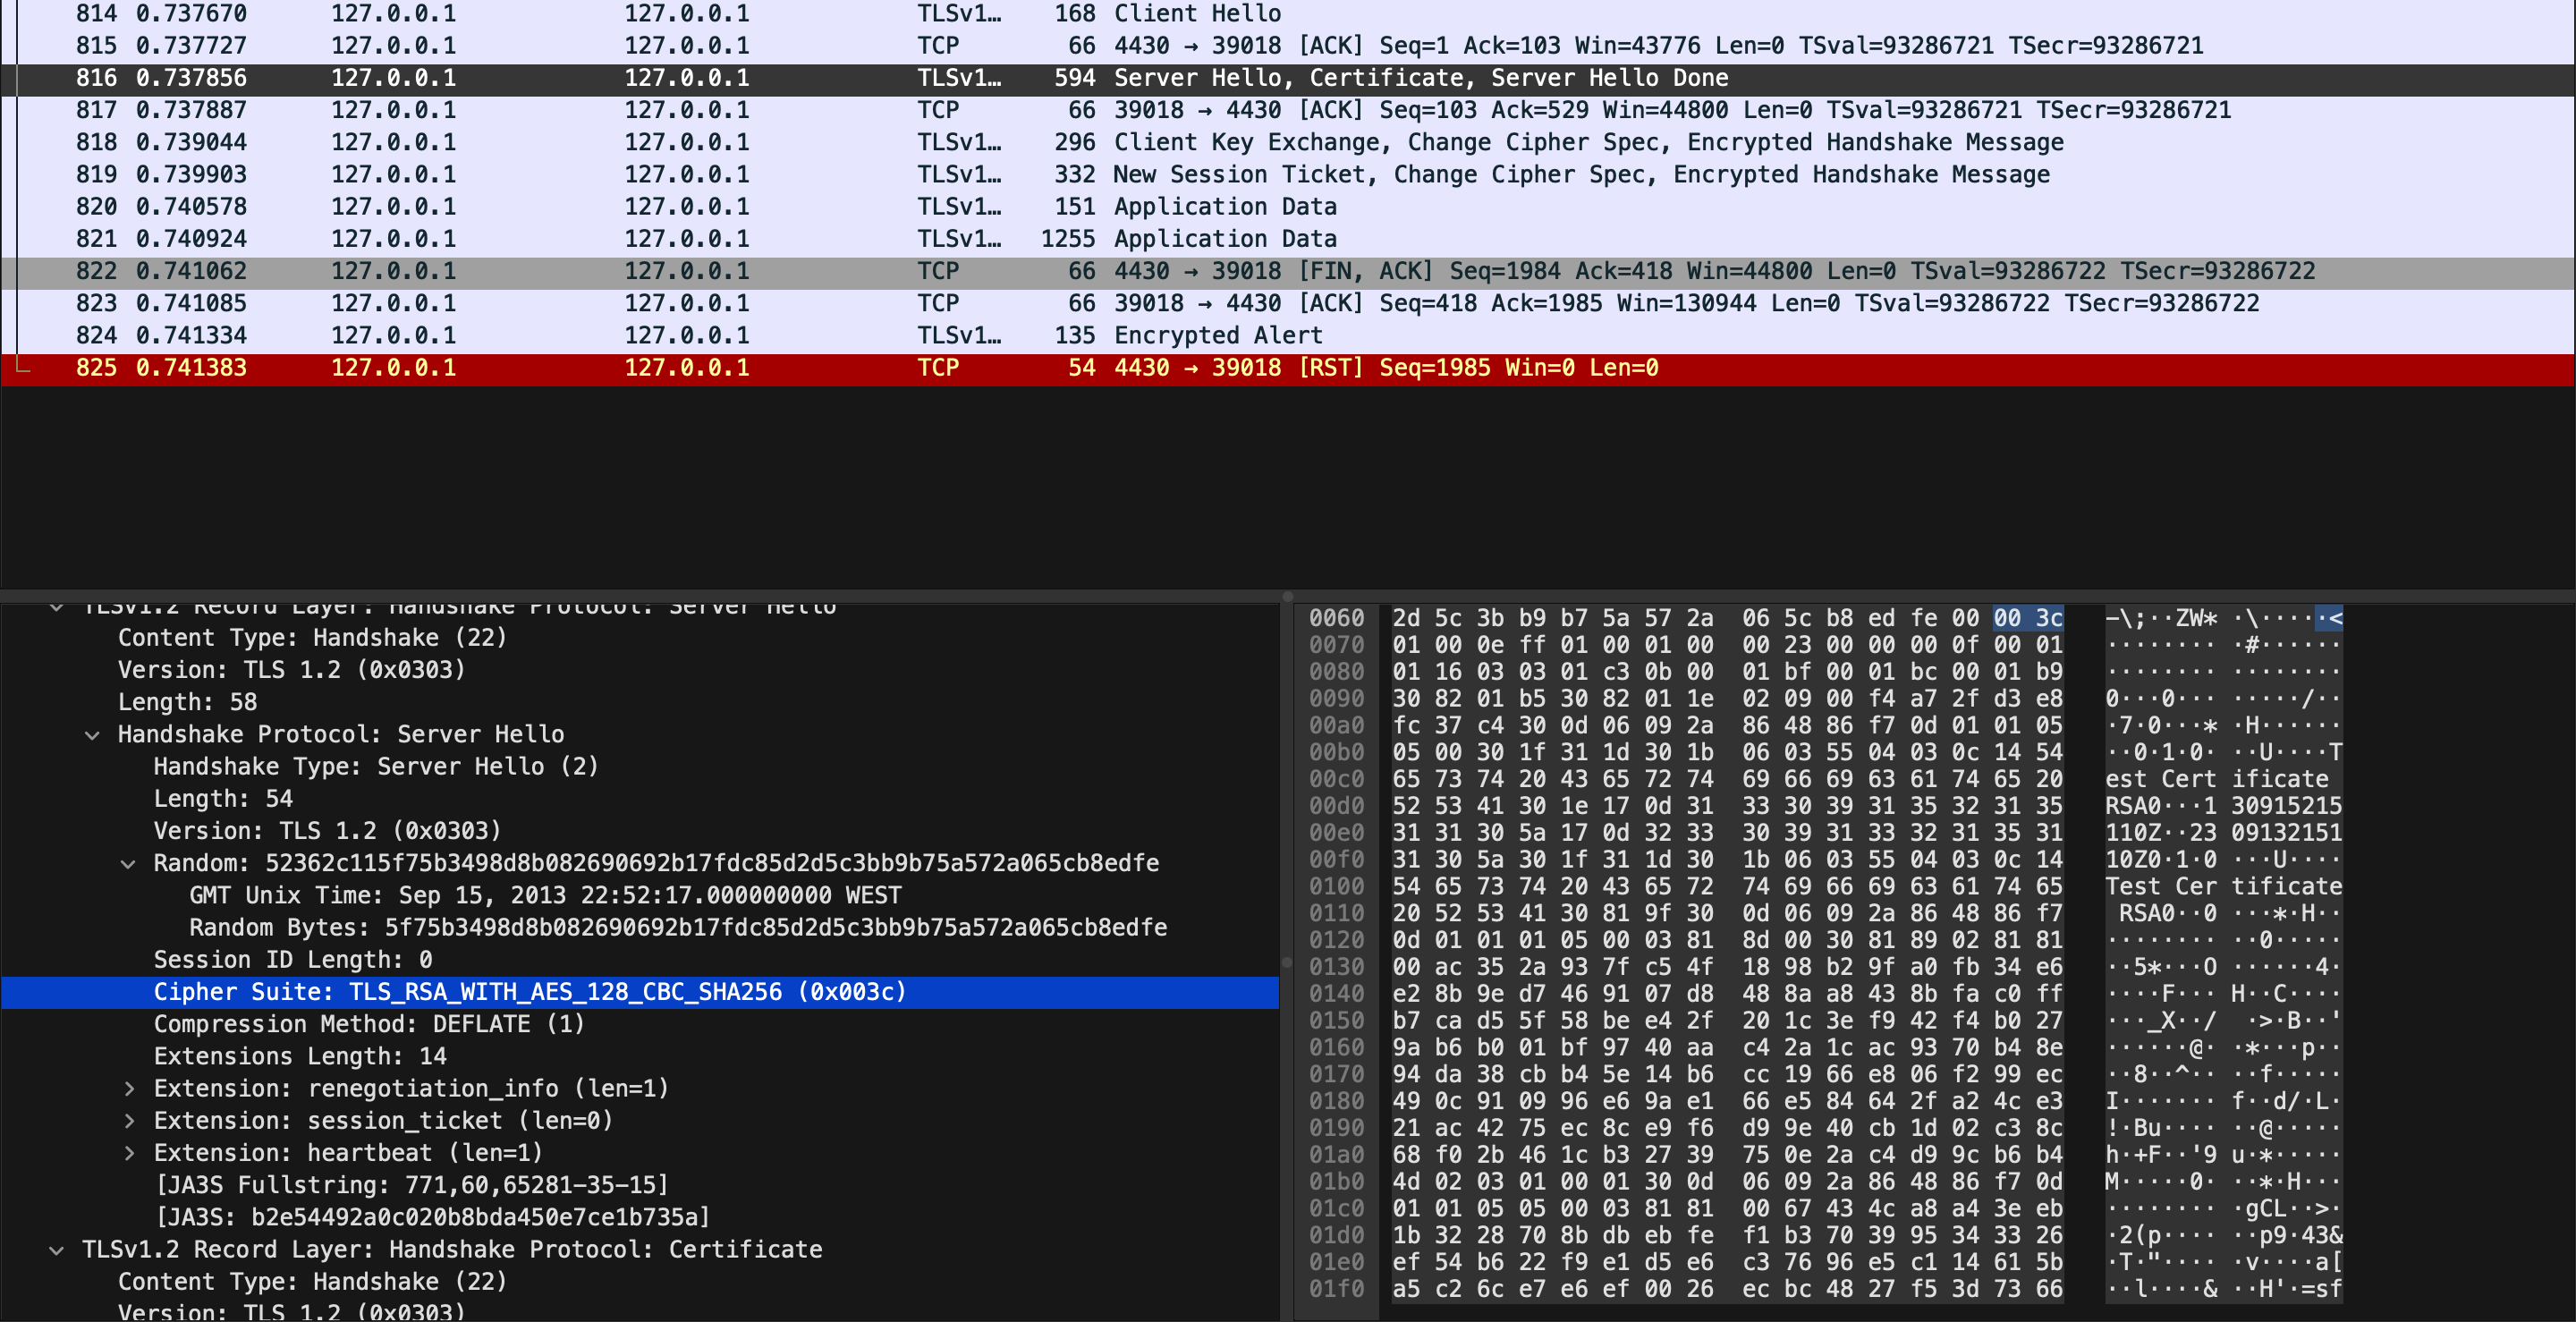 814 0.737670 127.0.0.1 127.0.0.1 TLSv1… 168 Client Hello
815 0.737727 127.0.0.1 127.0.0.1 TCP 66 4430 → 39018 [ACK] Seq=1 Ack=103 Win=43776 Len=0 TSval=93286721 TSecr=93286721
816 0.737856 127.0.0.1 127.0.0.1 TLSv1… 594 Server Hello, Certificate, Server Hello Done
817 0.737887 127.0.0.1 127.0.0.1 TCP 66 39018 → 4430 [ACK] Seq=103 Ack=529 Win=44800 Len=0 TSval=93286721 TSecr=93286721
818 0.739044 127.0.0.1 127.0.0.1 TLSv1… 296 Client Key Exchange, Change Cipher Spec, Encrypted Handshake Message
819 0.739903 127.0.0.1 127.0.0.1 TLSv1… 332 New Session Ticket, Change Cipher Spec, Encrypted Handshake Message
820 0.740578 127.0.0.1 127.0.0.1 TLSv1… 151 Application Data
821 0.740924 127.0.0.1 127.0.0.1 TLSv1… 1255 Application Data
822 0.741062 127.0.0.1 127.0.0.1 TCP 66 4430 → 39018 [FIN, ACK] Seq=1984 Ack=418 Win=44800 Len=0 TSval=93286722 TSecr=93286722
823 0.741085 127.0.0.1 127.0.0.1 TCP 66 39018 → 4430 [ACK] Seq=418 Ack=1985 Win=130944 Len=0 TSval=93286722 TSecr=93286722
824 0.741334 127.0.0.1 127.0.0.1 TLSv1… 135 Encrypted Alert
825 0.741383 127.0.0.1 127.0.0.1 TCP 54 4430 → 39018 [RST] Seq=1985 Win=0 Len=0
TLSv1.2 Record Layer: Handshake Protocol: Server Hello
Content Type: Handshake (22)
Version: TLS 1.2 (0x0303)
Length: 58
Handshake Protocol: Server Hello
Handshake Type: Server Hello (2)
Length: 54
Version: TLS 1.2 (0x0303)
Random: 52362c115f75b3498d8b082690692b17fdc85d2d5c3bb9b75a572a065cb8edfe
GMT Unix Time: Sep 15, 2013 22:52:17.000000000 WEST
Random Bytes: 5f75b3498d8b082690692b17fdc85d2d5c3bb9b75a572a065cb8edfe
Session ID Length: 0
Cipher Suite: TLS_RSA_WITH_AES_128_CBC_SHA256 (0x003c)
Compression Method: DEFLATE (1)
Extensions Length: 14
Extension: renegotiation_info (len=1)
Extension: session_ticket (len=0)
Extension: heartbeat (len=1)
[JA3S Fullstring: 771,60,65281-35-15]
[JA3S: b2e54492a0c020b8bda450e7ce1b735a]
TLSv1.2 Record Layer: Handshake Protocol: Certificate
Content Type: Handshake (22)
Version: TLS 1.2 (0x0303)
0060 2d 5c 3b b9 b7 5a 57 2a 06 5c b8 ed fe 00 00 3c -\;··ZW* ·\·····<
0070 01 00 0e ff 01 00 01 00 00 23 00 00 00 0f 00 01 ········ ·#······
0080 01 16 03 03 01 c3 0b 00 01 bf 00 01 bc 00 01 b9 ········ ········
0090 30 82 01 b5 30 82 01 1e 02 09 00 f4 a7 2f d3 e8 0···0··· ·····/··
00a0 fc 37 c4 30 0d 06 09 2a 86 48 86 f7 0d 01 01 05 ·7·0···* ·H······
00b0 05 00 30 1f 31 1d 30 1b 06 03 55 04 03 0c 14 54 ··0·1·0· ··U····T
00c0 65 73 74 20 43 65 72 74 69 66 69 63 61 74 65 20 est Cert ificate
00d0 52 53 41 30 1e 17 0d 31 33 30 39 31 35 32 31 35 RSA0···1 30915215
00e0 31 31 30 5a 17 0d 32 33 30 39 31 33 32 31 35 31 110Z··23 09132151
00f0 31 30 5a 30 1f 31 1d 30 1b 06 03 55 04 03 0c 14 10Z0·1·0 ···U····
0100 54 65 73 74 20 43 65 72 74 69 66 69 63 61 74 65 Test Cer tificate
0110 20 52 53 41 30 81 9f 30 0d 06 09 2a 86 48 86 f7 RSA0··0 ···*·H··
0120 0d 01 01 01 05 00 03 81 8d 00 30 81 89 02 81 81 ········ ··0·····
0130 00 ac 35 2a 93 7f c5 4f 18 98 b2 9f a0 fb 34 e6 ··5*···O ······4·
0140 e2 8b 9e d7 46 91 07 d8 48 8a a8 43 8b fa c0 ff ····F··· H··C····
0150 b7 ca d5 5f 58 be e4 2f 20 1c 3e f9 42 f4 b0 27 ···_X··/ ·>·B··'
0160 9a b6 b0 01 bf 97 40 aa c4 2a 1c ac 93 70 b4 8e ······@· ·*···p··
0170 94 da 38 cb b4 5e 14 b6 cc 19 66 e8 06 f2 99 ec ··8··^·· ··f·····
0180 49 0c 91 09 96 e6 9a e1 66 e5 84 64 2f a2 4c e3 I······· f··d/·L·
0190 21 ac 42 75 ec 8c e9 f6 d9 9e 40 cb 1d 02 c3 8c !·Bu···· ··@·····
01a0 68 f0 2b 46 1c b3 27 39 75 0e 2a c4 d9 9c b6 b4 h·+F··'9 u·*·····
01b0 4d 02 03 01 00 01 30 0d 06 09 2a 86 48 86 f7 0d M·····0· ··*·H···
01c0 01 01 05 05 00 03 81 81 00 67 43 4c a8 a4 3e eb ········ ·gCL··>·
01d0 1b 32 28 70 8b db eb fe f1 b3 70 39 95 34 33 26 ·2(p···· ··p9·43&
01e0 ef 54 b6 22 f9 e1 d5 e6 c3 76 96 e5 c1 14 61 5b ·T·"···· ·v····a[
01f0 a5 c2 6c e7 e6 ef 00 26 ec bc 48 27 f5 3d 73 66 ··l····& ··H'·=sf